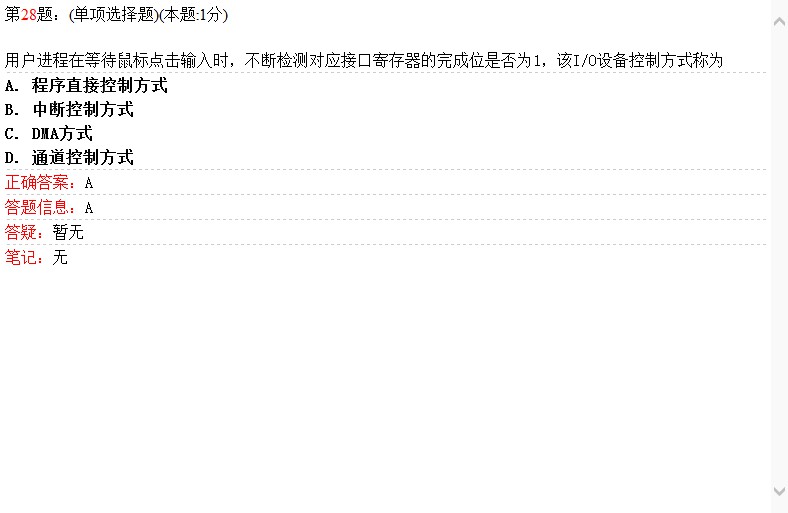 第28题：(单项选择题)(本题:1分)
用户进程在等待鼠标点击输入时，不断检测对应接口寄存器的完成位是否为1，该I/O设备控制方式称为
A. 程序直接控制方式
B. 中断控制方式
C. DMA方式
D. 通道控制方式
正确答案：A
答题信息：A
答疑：暂无
笔记：无